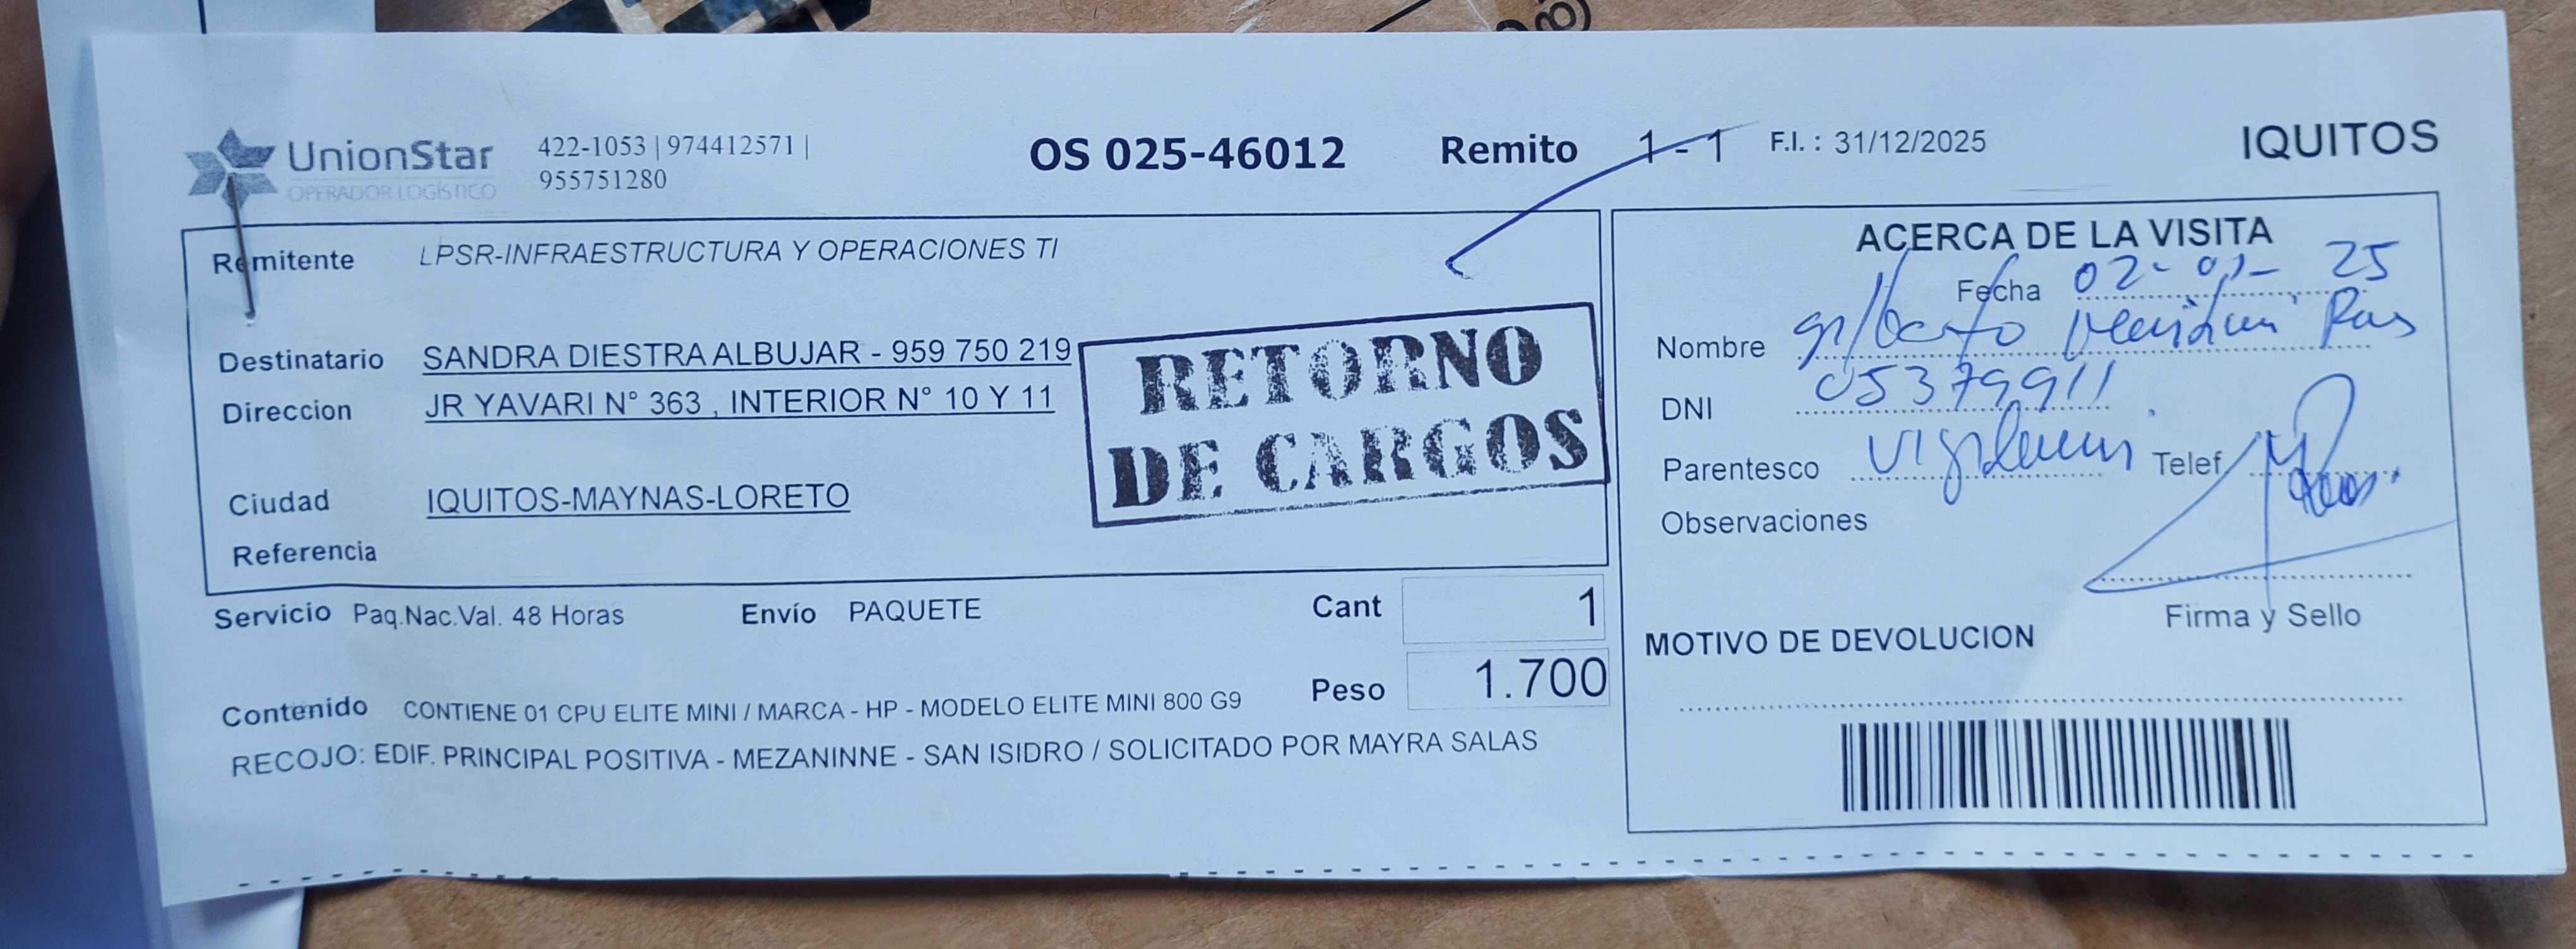 UnionStar
OPERADOR LOGÍSTICO
422-1053 | 974412571 |
955751280
OS 025-46012
Remito 1 - 1
F.I. : 31/12/2025
IQUITOS
Remitente LPSR-INFRAESTRUCTURA Y OPERACIONES TI
Destinatario SANDRA DIESTRA ALBUJAR - 959 750 219
Direccion JR YAVARI N° 363 , INTERIOR N° 10 Y 11
Ciudad IQUITOS-MAYNAS-LORETO
Referencia
RETORNO
DE CARGOS
Servicio Paq.Nac.Val. 48 Horas Envío PAQUETE Cant 1
Peso 1.700
Contenido CONTIENE 01 CPU ELITE MINI / MARCA - HP - MODELO ELITE MINI 800 G9
RECOJO: EDIF. PRINCIPAL POSITIVA - MEZANINNE - SAN ISIDRO / SOLICITADO POR MAYRA SALAS
ACERCA DE LA VISITA
Fecha 02-01-25
Nombre Gilberto
DNI 05379911
Parentesco Telef
Observaciones
Firma y Sello
MOTIVO DE DEVOLUCION